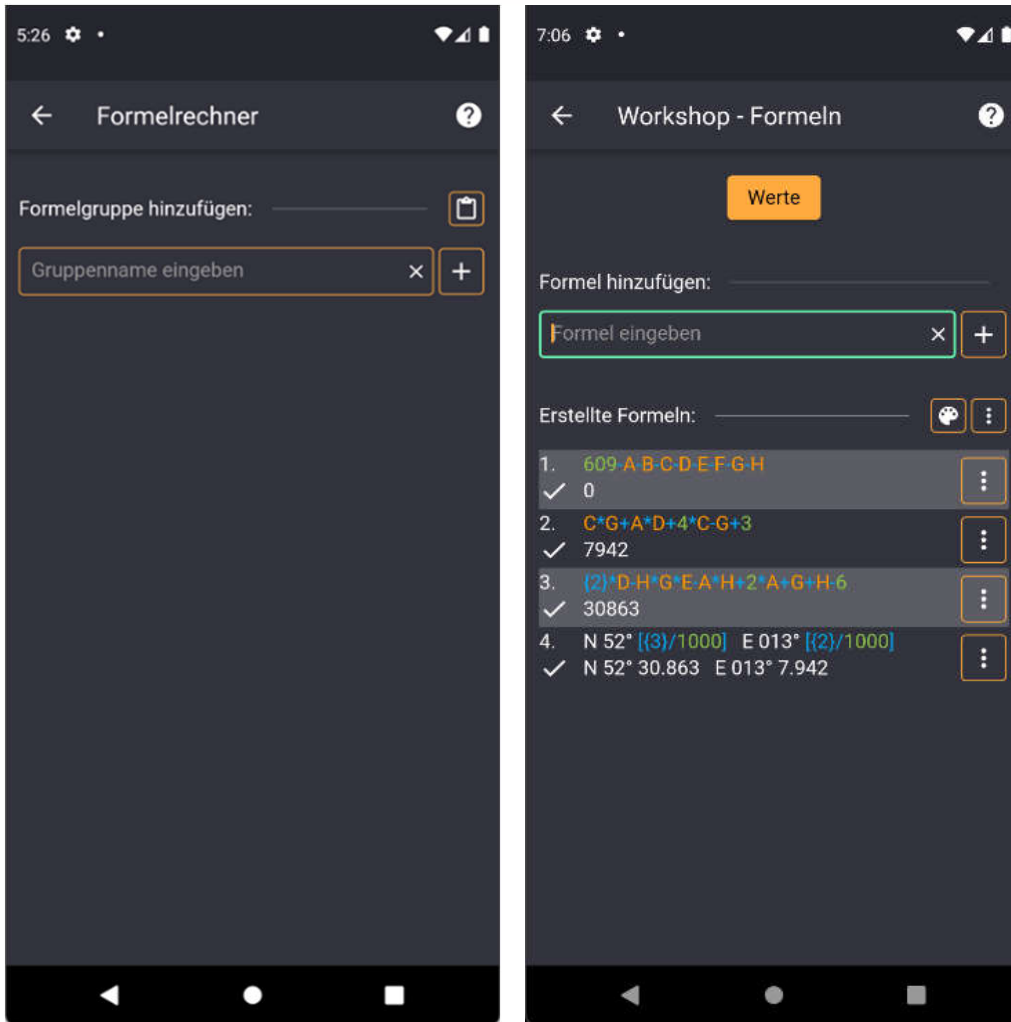 5:26
Formelrechner
Formelgruppe hinzufügen:
Gruppenname eingeben
7:06
Workshop - Formeln
Werte
Formel hinzufügen:
Formel eingeben
Erstellte Formeln:
1. 609-A-B-C-D-E-F-G-H
0
2. C*G+A*D+4*C-G+3
7942
3. {2}*D-H*G*E-A*H+2*A+G+H-6
30863
4. N 52° [{3}/1000] E 013° [{2}/1000]
N 52° 30.863 E 013° 7.942